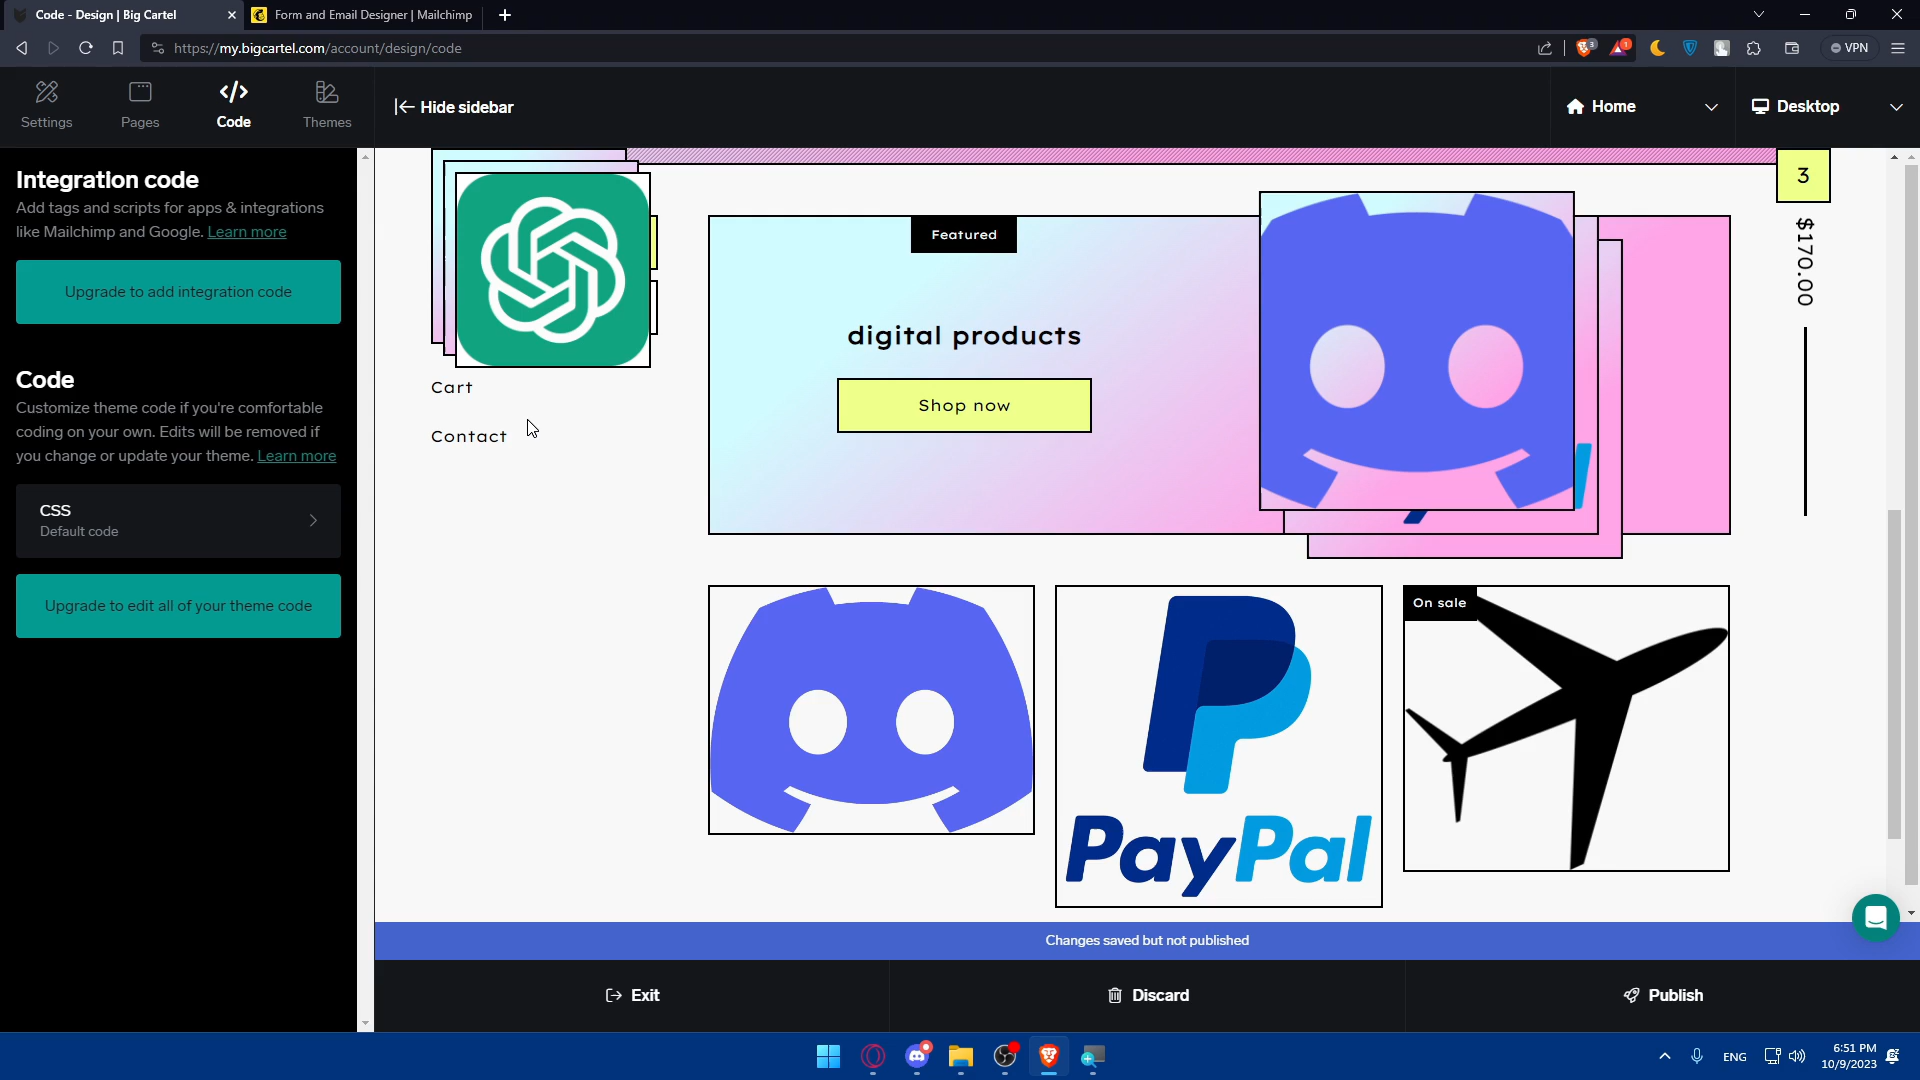 Code - Design | Big Cartel
Form and Email Designer | Mailchimp
https://my.bigcartel.com/account/design/code
3
1
VPN
Settings
Pages
Code
Themes
Hide sidebar
Home
Desktop
Integration code
Add tags and scripts for apps & integrations
like Mailchimp and Google. Learn more
Upgrade to add integration code
Code
Customize theme code if you're comfortable
coding on your own. Edits will be removed if
you change or update your theme. Learn more
CSS
Default code
Upgrade to edit all of your theme code
Cart
Contact
Featured
digital products
Shop now
3
$170.00
PayPal
On sale
Changes saved but not published
Exit
Discard
Publish
ENG
6:51 PM
10/9/2023